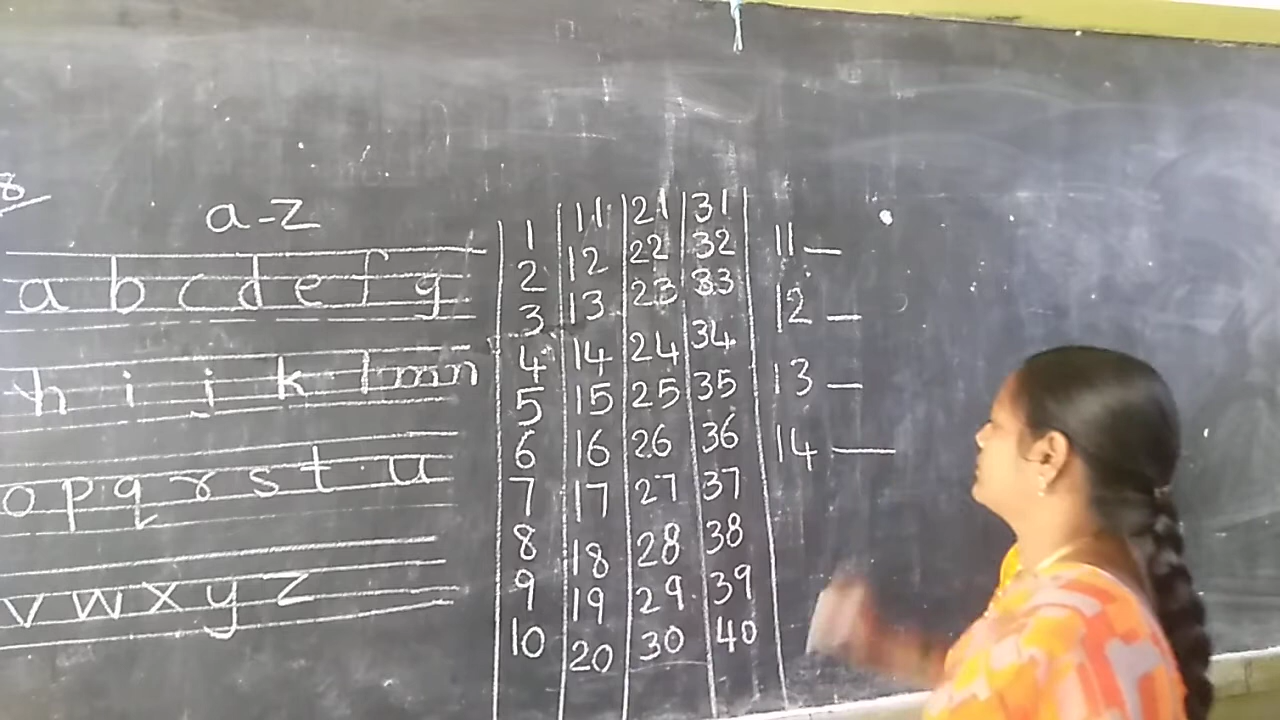 8
a-z
a b c d e f g
h i j k l m n
o p q r s t u
v w x y z
1 11 21 31
2 12 22 32
3 13 23 33
4 14 24 34
5 15 25 35
6 16 26 36
7 17 27 37
8 18 28 38
9 19 29 39
10 20 30 40
11 —
12 —
13 —
14 —